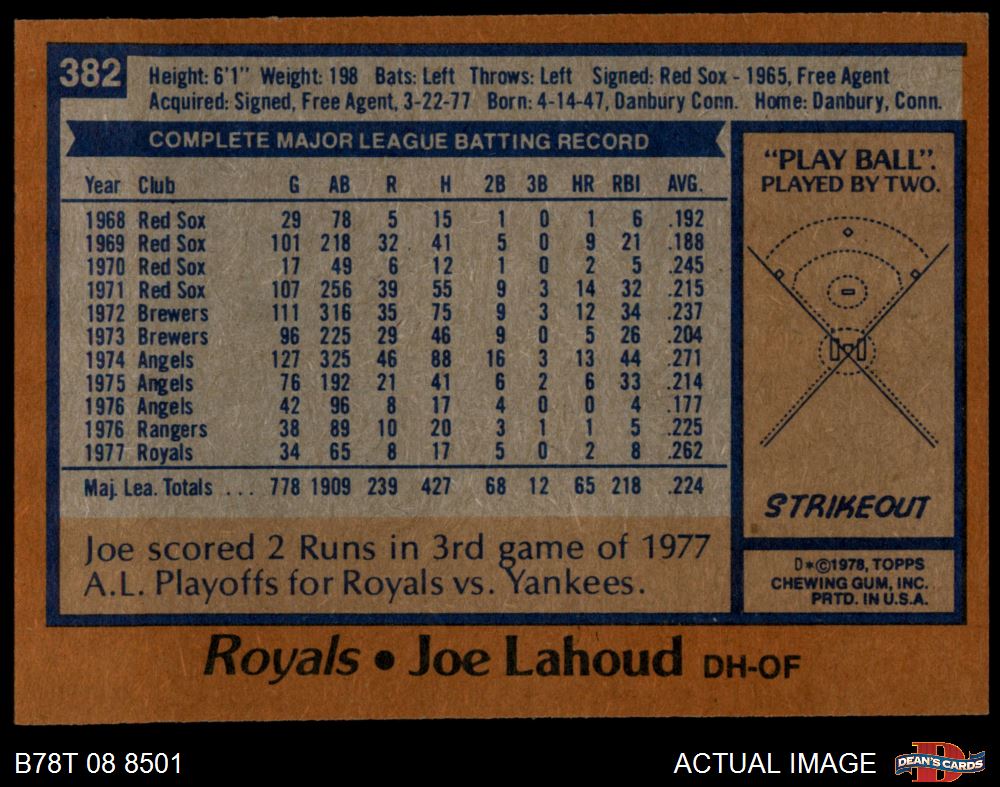 382
Height: 6'1" Weight: 198 Bats: Left Throws: Left Signed: Red Sox - 1965, Free Agent
Acquired: Signed, Free Agent, 3-22-77 Born: 4-14-47, Danbury Conn. Home: Danbury, Conn.
COMPLETE MAJOR LEAGUE BATTING RECORD
Year Club G AB R H 2B 3B HR RBI AVG.
1968 Red Sox 29 78 5 15 1 0 1 6 .192
1969 Red Sox 101 218 32 41 5 0 9 21 .188
1970 Red Sox 17 49 6 12 1 0 2 5 .245
1971 Red Sox 107 256 39 55 9 3 14 32 .215
1972 Brewers 111 316 35 75 9 3 12 34 .237
1973 Brewers 96 225 29 46 9 0 5 26 .204
1974 Angels 127 325 46 88 16 3 13 44 .271
1975 Angels 76 192 21 41 6 2 6 33 .214
1976 Angels 42 96 8 17 4 0 0 4 .177
1976 Rangers 38 89 10 20 3 1 1 5 .225
1977 Royals 34 65 8 17 5 0 2 8 .262
Maj. Lea. Totals ... 778 1909 239 427 68 12 65 218 .224
Joe scored 2 Runs in 3rd game of 1977
A.L. Playoffs for Royals vs. Yankees.
"PLAY BALL".
PLAYED BY TWO.
STRIKEOUT
D*©1978, TOPPS
CHEWING GUM, INC.
PRTD. IN U.S.A.
Royals • Joe Lahoud DH-OF
B78T 08 8501
ACTUAL IMAGE
DEAN'S CARDS